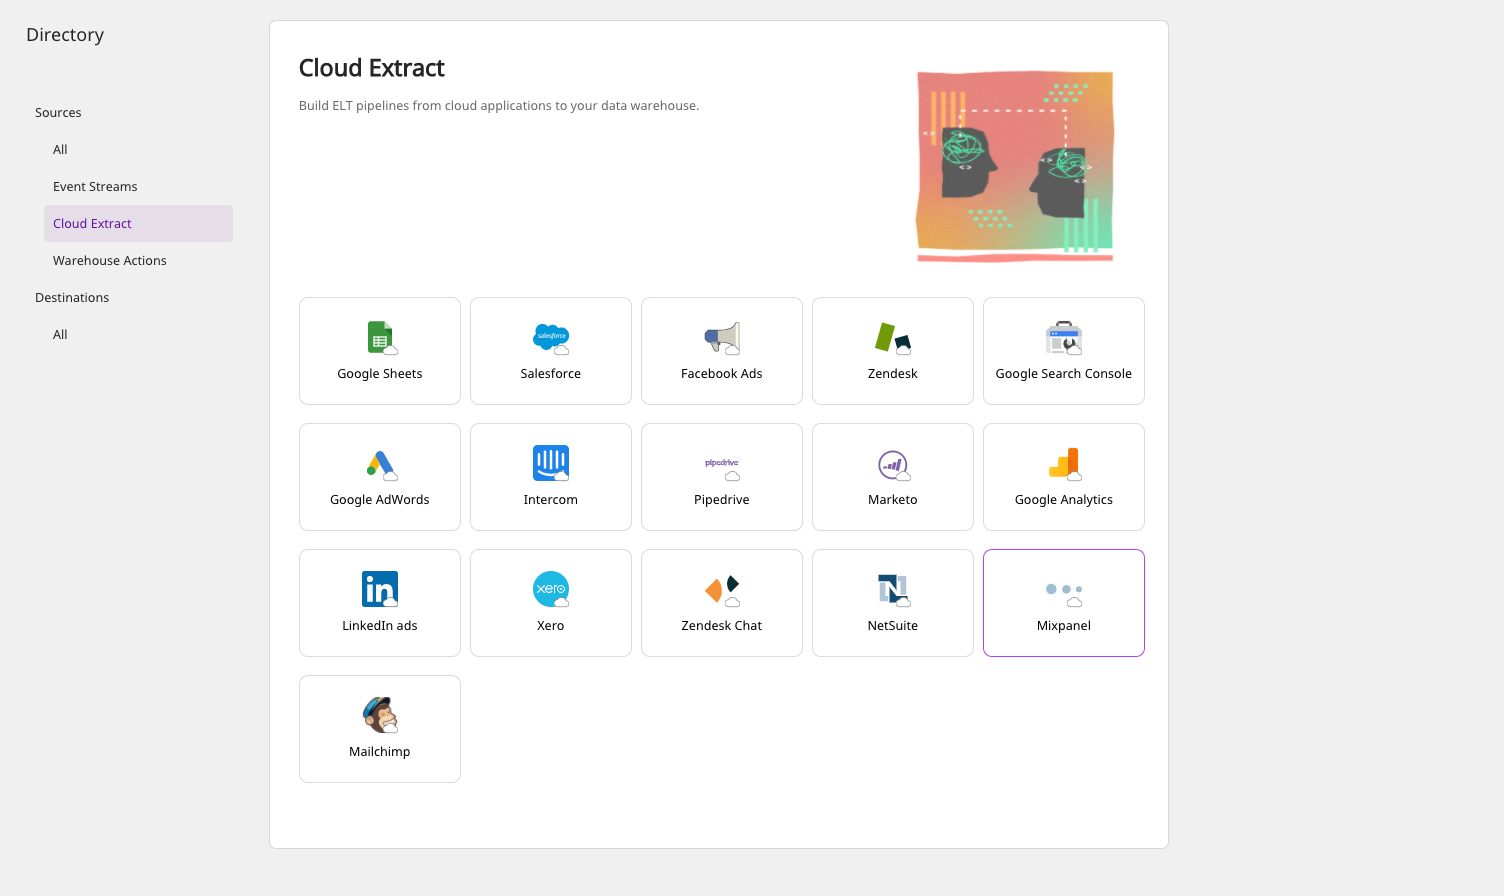 Directory
Sources
All
Event Streams
Cloud Extract
Warehouse Actions
Destinations
All
Cloud Extract
Build ELT pipelines from cloud applications to your data warehouse.
< >
< >
< >
< >
< >
salesforce
Google Sheets
Salesforce
Facebook Ads
Zendesk
Google Search Console
pipedrive
Google AdWords
Intercom
Pipedrive
Marketo
Google Analytics
in
xero
N
LinkedIn ads
Xero
Zendesk Chat
NetSuite
Mixpanel
Mailchimp